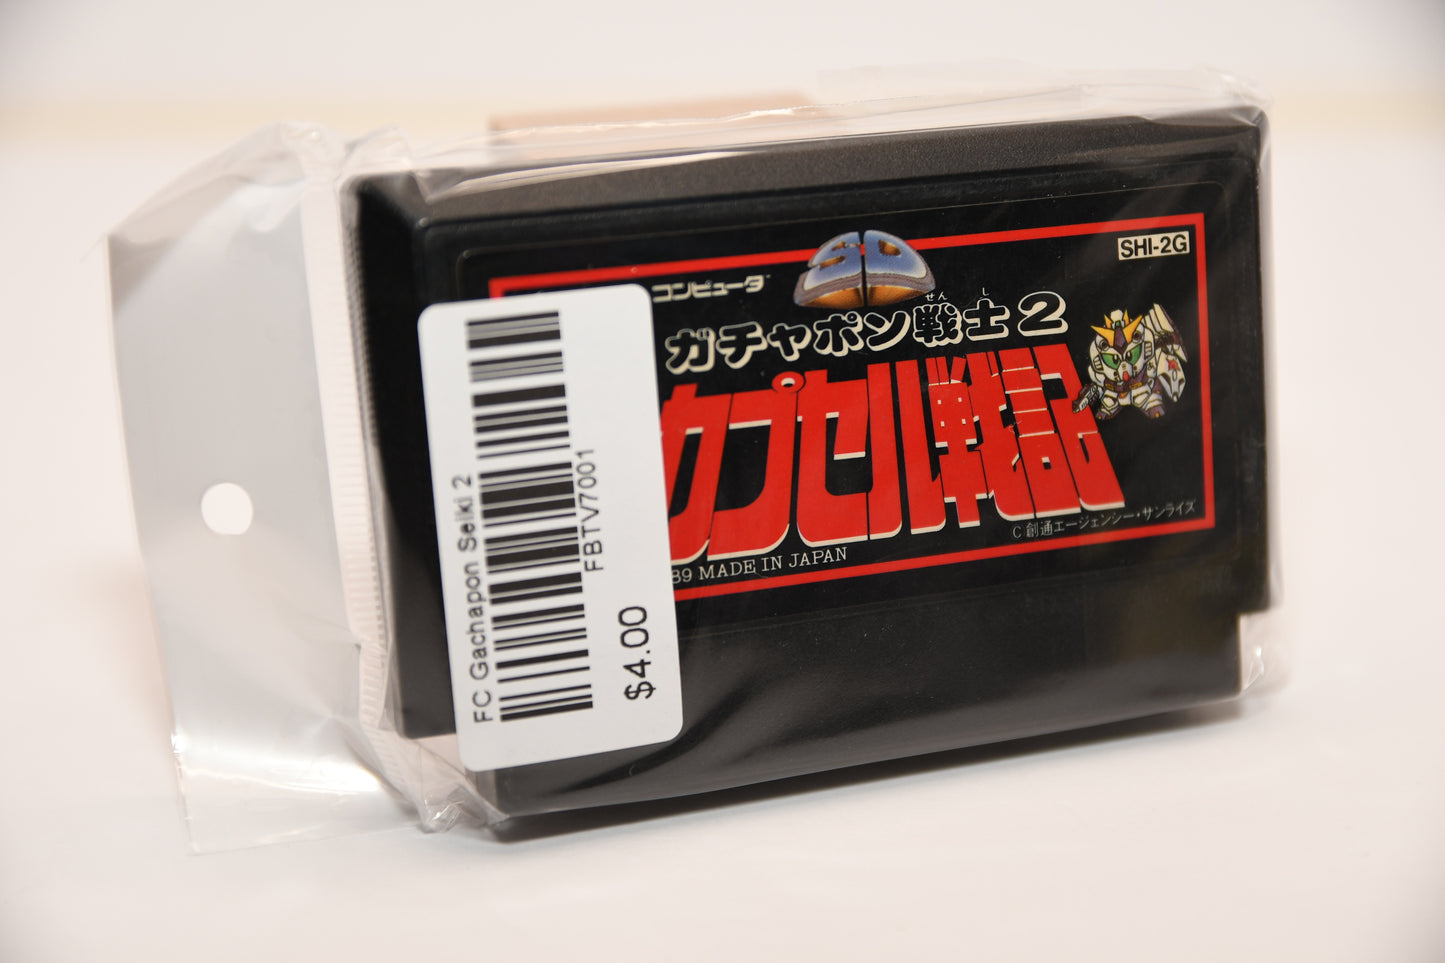 SHI-2G
コンピュータ
SD
せんし
ガチャポン戦士2
カプセル戦記
C 創通エージェンシー・サンライズ
89 MADE IN JAPAN
FC Gachapon Seiki 2
FBTV7001
$4.00